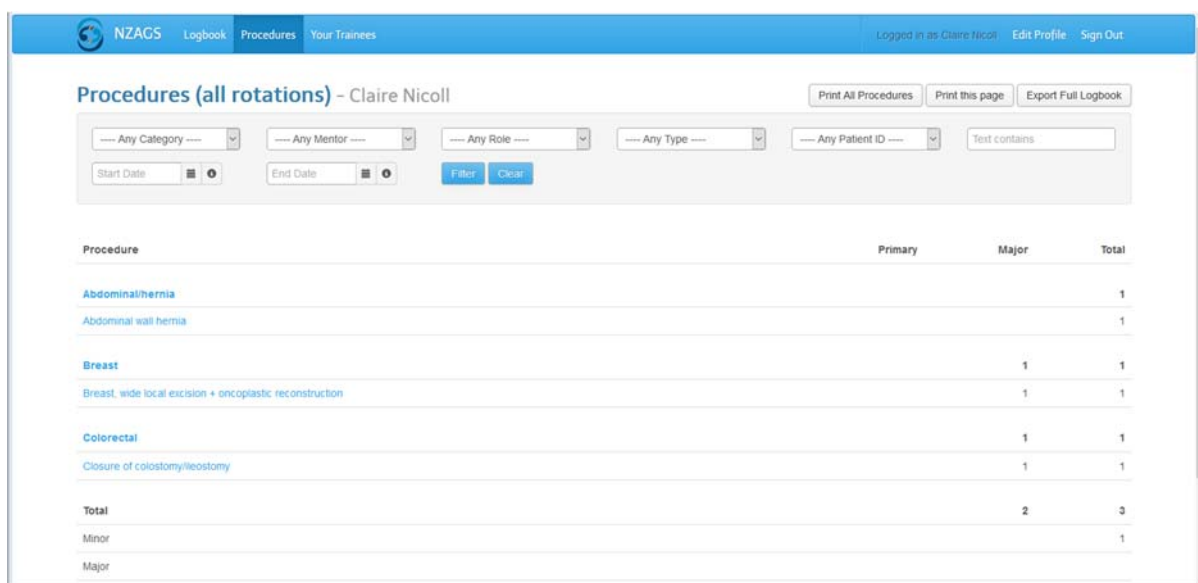 NZAGS Logbook Procedures Your Trainees Logged in as Claire Nicoll Edit Profile Sign Out
Procedures (all rotations) - Claire Nicoll Print All Procedures Print this page Export Full Logbook
---- Any Category ---- ---- Any Mentor ---- ---- Any Role ---- ---- Any Type ---- ---- Any Patient ID ---- Text contains
Start Date End Date Filter Clear
Procedure Primary Major Total
Abdominal/hernia 1
Abdominal wall hernia 1
Breast 1 1
Breast, wide local excision + oncoplastic reconstruction 1 1
Colorectal 1 1
Closure of colostomy/ileostomy 1 1
Total 2 3
Minor 1
Major